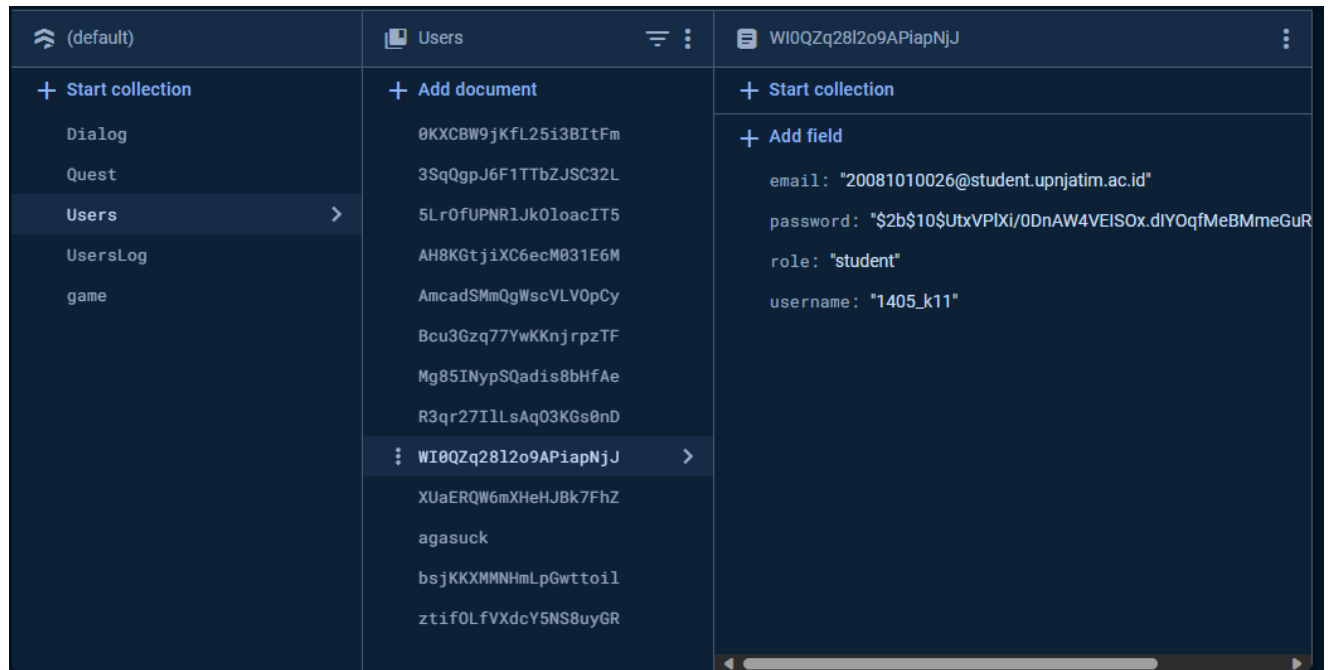 (default)
Start collection
Dialog
Quest
Users
UsersLog
game
Users
Add document
0KXCBW9jKfL25i3BItFm
3SqQgpJ6F1TTbZJSC32L
5LrOfUPNRlJkOloacIT5
AH8KGtjiXC6ecM031E6M
AmcadSMmQgWscVLVOpCy
Bcu3Gzq77YwKKnjrpzTF
Mg85INypSQadis8bHfAe
R3qr27IlLsAqO3KGs0nD
WI0QZq28l2o9APiapNjJ
XUaERQW6mXHeHJBk7FhZ
agasuck
bsjKKXMMNHmLpGwttoil
ztifOLfVXdcY5NS8uyGR
WI0QZq28l2o9APiapNjJ
Start collection
Add field
email: "20081010026@student.upnjatim.ac.id"
password: "$2b$10$UtxVPlXi/0DnAW4VEISOx.dIYOqfMeBMmeGuR
role: "student"
username: "1405_k11"